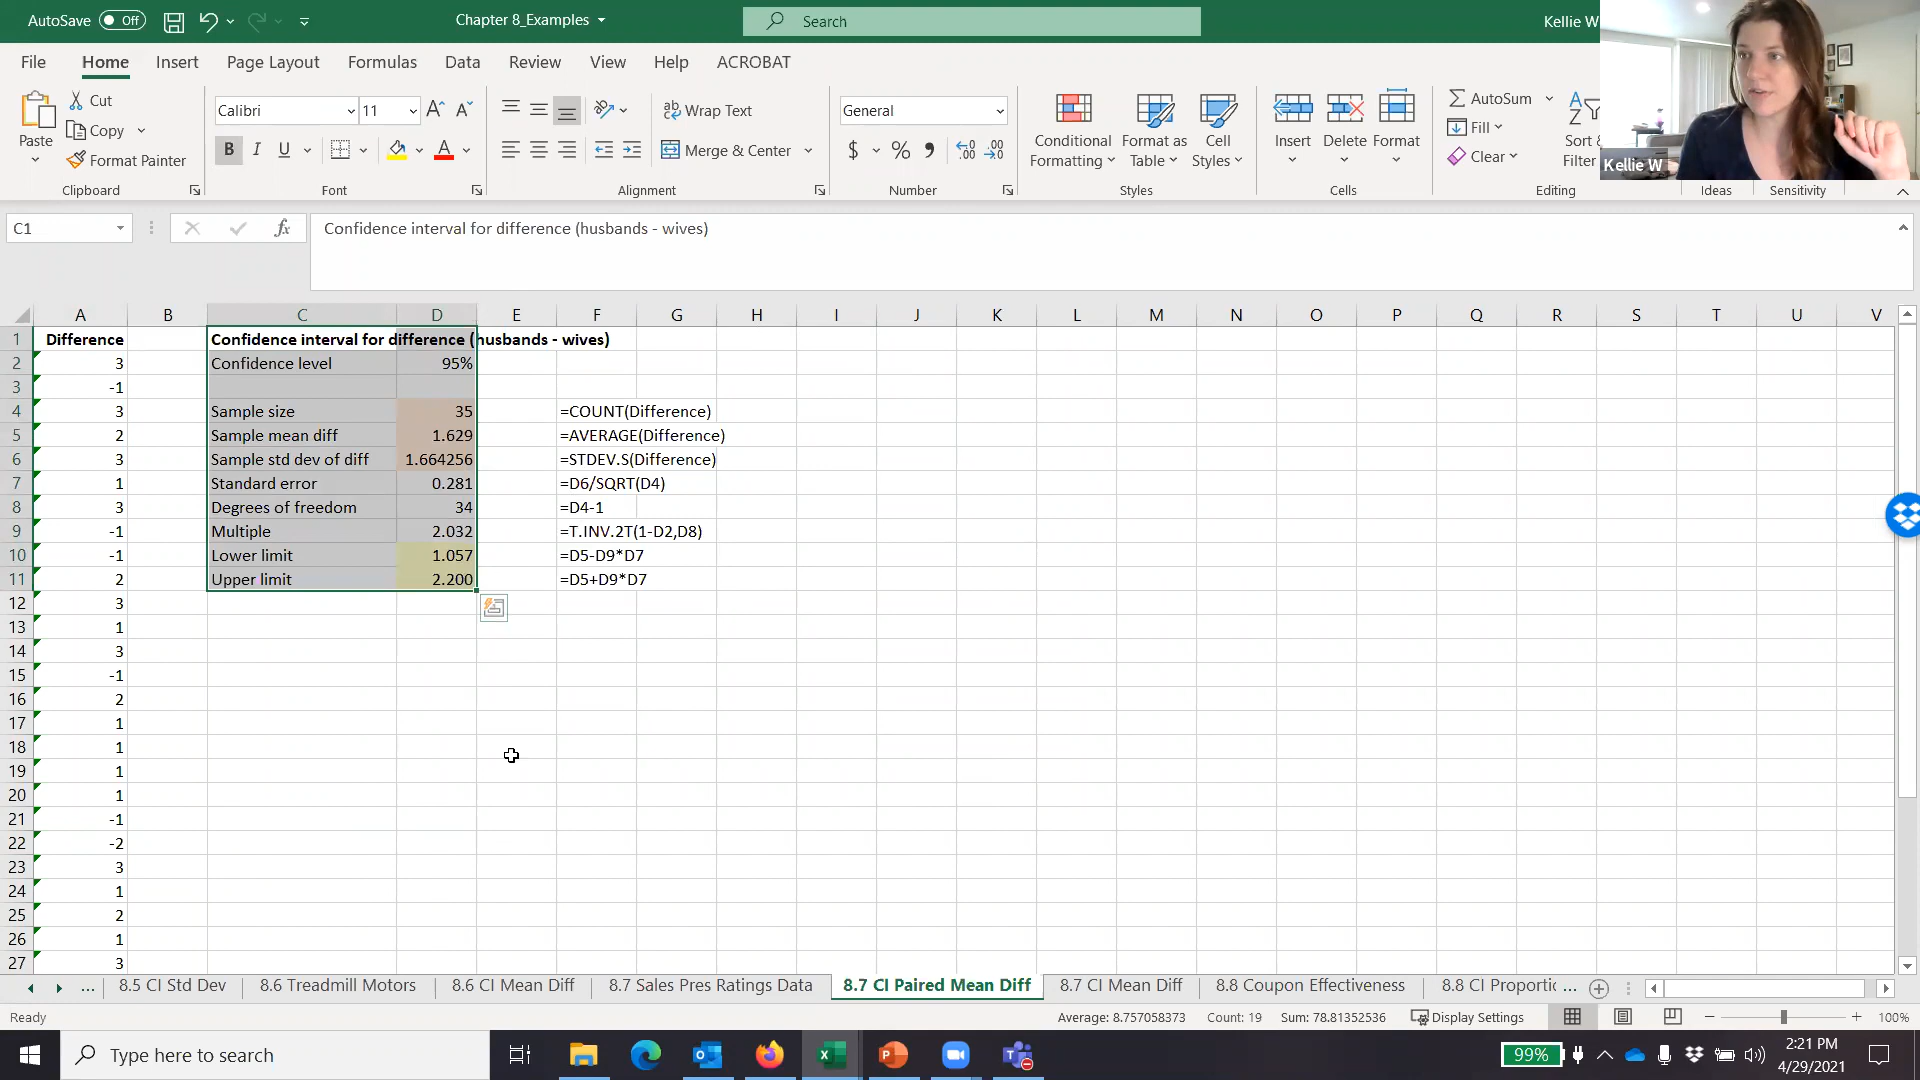 AutoSave Off Chapter 8_Examples Search Kellie W
File Home Insert Page Layout Formulas Data Review View Help ACROBAT
Paste Cut Copy Format Painter
Calibri 11
B I U A
Wrap Text
Merge & Center
General
$ % 9
Conditional Formatting
Format as Table
Cell Styles
Insert Delete Format
AutoSum
Fill
Clear
Sort &
Filter
Kellie W
Clipboard Font Alignment Number Styles Cells Editing Ideas Sensitivity
C1 fx Confidence interval for difference (husbands - wives)
A B C D E F G H I J K L M N O P Q R S T U V
1 Difference Confidence interval for difference (husbands - wives)
2 3 Confidence level 95%
3 -1
4 3 Sample size 35 =COUNT(Difference)
5 2 Sample mean diff 1.629 =AVERAGE(Difference)
6 3 Sample std dev of diff 1.664256 =STDEV.S(Difference)
7 1 Standard error 0.281 =D6/SQRT(D4)
8 3 Degrees of freedom 34 =D4-1
9 -1 Multiple 2.032 =T.INV.2T(1-D2,D8)
10 -1 Lower limit 1.057 =D5-D9*D7
11 2 Upper limit 2.200 =D5+D9*D7
12 3
13 1
14 3
15 -1
16 2
17 1
18 1
19 1
20 1
21 -1
22 -2
23 3
24 1
25 2
26 1
27 3
... 8.5 CI Std Dev 8.6 Treadmill Motors 8.6 CI Mean Diff 8.7 Sales Pres Ratings Data 8.7 CI Paired Mean Diff 8.7 CI Mean Diff 8.8 Coupon Effectiveness 8.8 CI Proportic ...
Ready Average: 8.757058373 Count: 19 Sum: 78.81352536 Display Settings 100%
Type here to search 99% 2:21 PM
4/29/2021